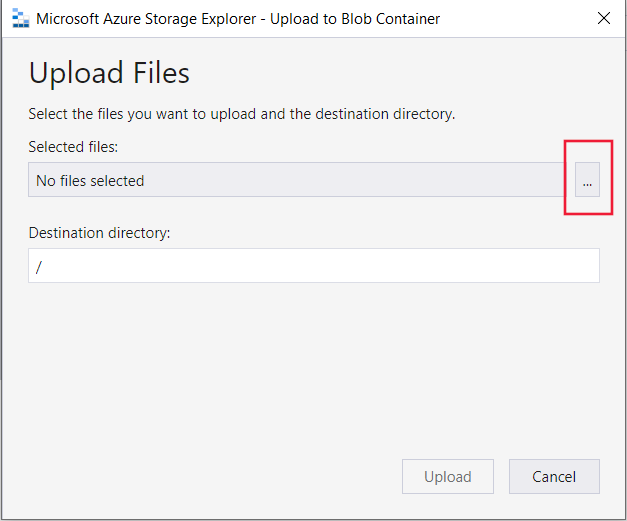 Microsoft Azure Storage Explorer - Upload to Blob Container
Upload Files
Select the files you want to upload and the destination directory.
Selected files:
No files selected
...
Destination directory:
/
Upload
Cancel